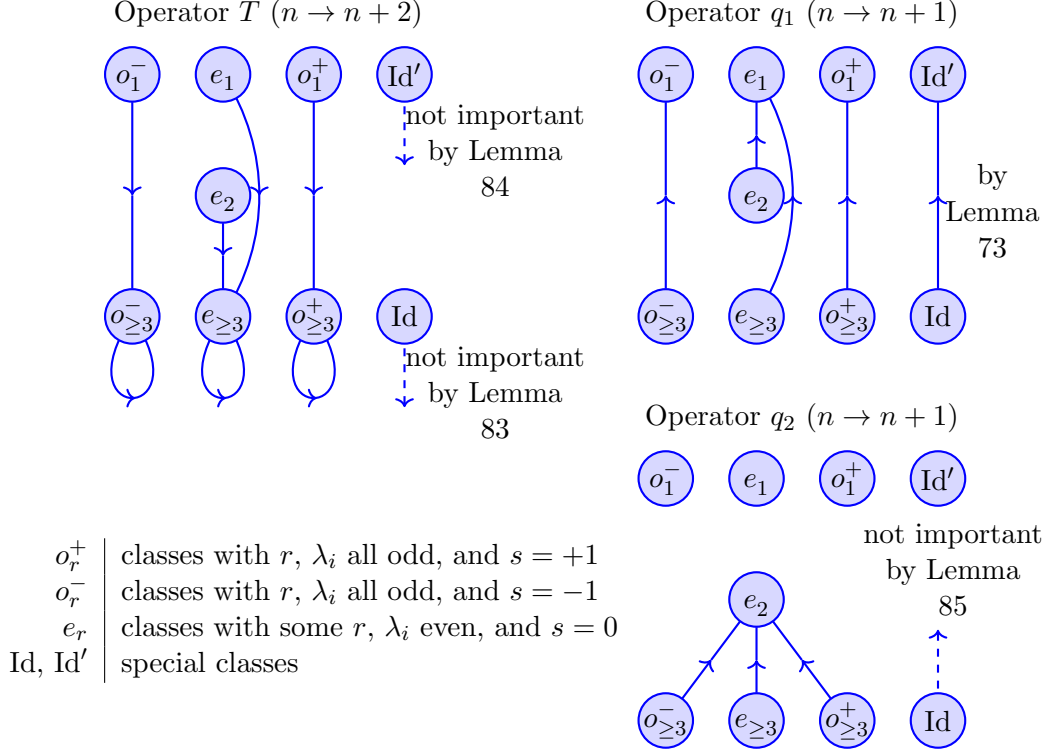 Operator T (n → n + 2)
o₁⁻ e₁ o₁⁺ Id′
not important
by Lemma
84
e₂
o₋≥3 e≥3 o⁺≥3 Id
not important
by Lemma
83
Operator q₁ (n → n + 1)
o₁⁻ e₁ o₁⁺ Id′
e₂
by
Lemma
73
o⁻≥3 e≥3 o⁺≥3 Id
Operator q₂ (n → n + 1)
o₁⁻ e₁ o₁⁺ Id′
not important
by Lemma
85
e₂
o⁻≥3 e≥3 o⁺≥3 Id
oᵣ⁺ classes with r, λᵢ all odd, and s = +1
oᵣ⁻ classes with r, λᵢ all odd, and s = −1
eᵣ classes with some r, λᵢ even, and s = 0
Id, Id′ special classes